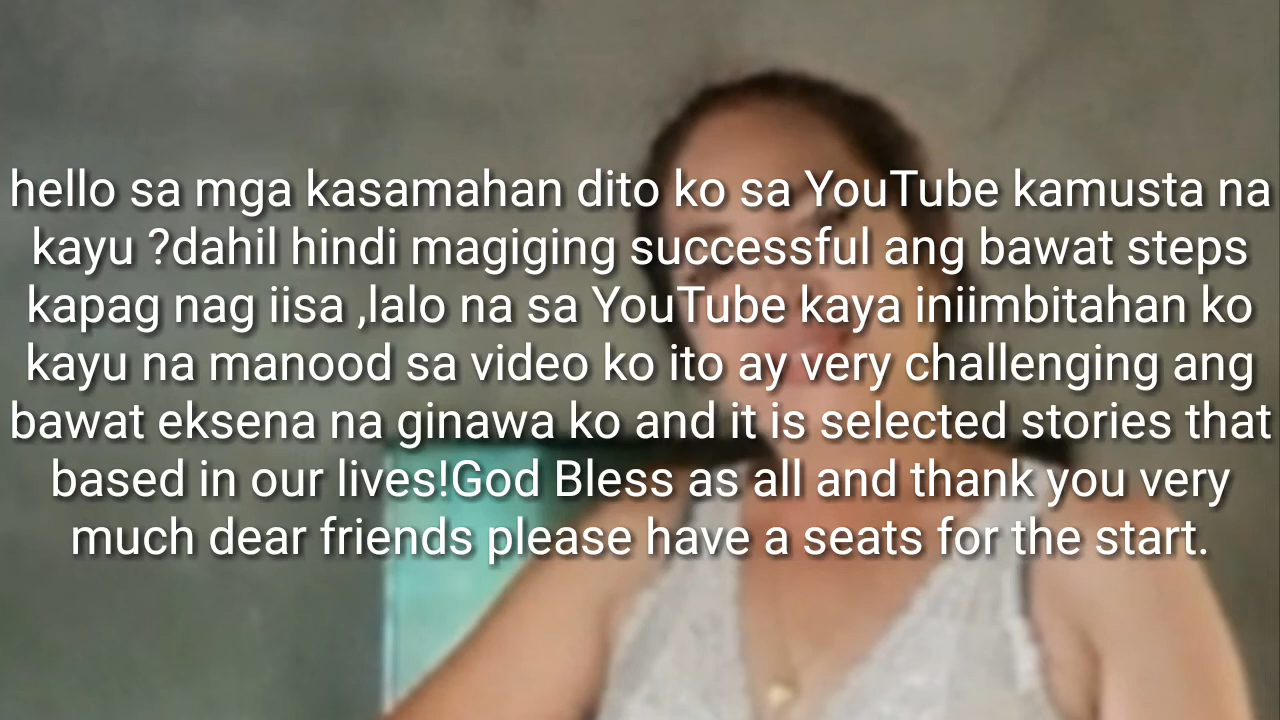 hello sa mga kasamahan dito ko sa YouTube kamusta na
kayu ?dahil hindi magiging successful ang bawat steps
kapag nag iisa ,lalo na sa YouTube kaya iniimbitahan ko
kayu na manood sa video ko ito ay very challenging ang
bawat eksena na ginawa ko and it is selected stories that
based in our lives!God Bless as all and thank you very
much dear friends please have a seats for the start.